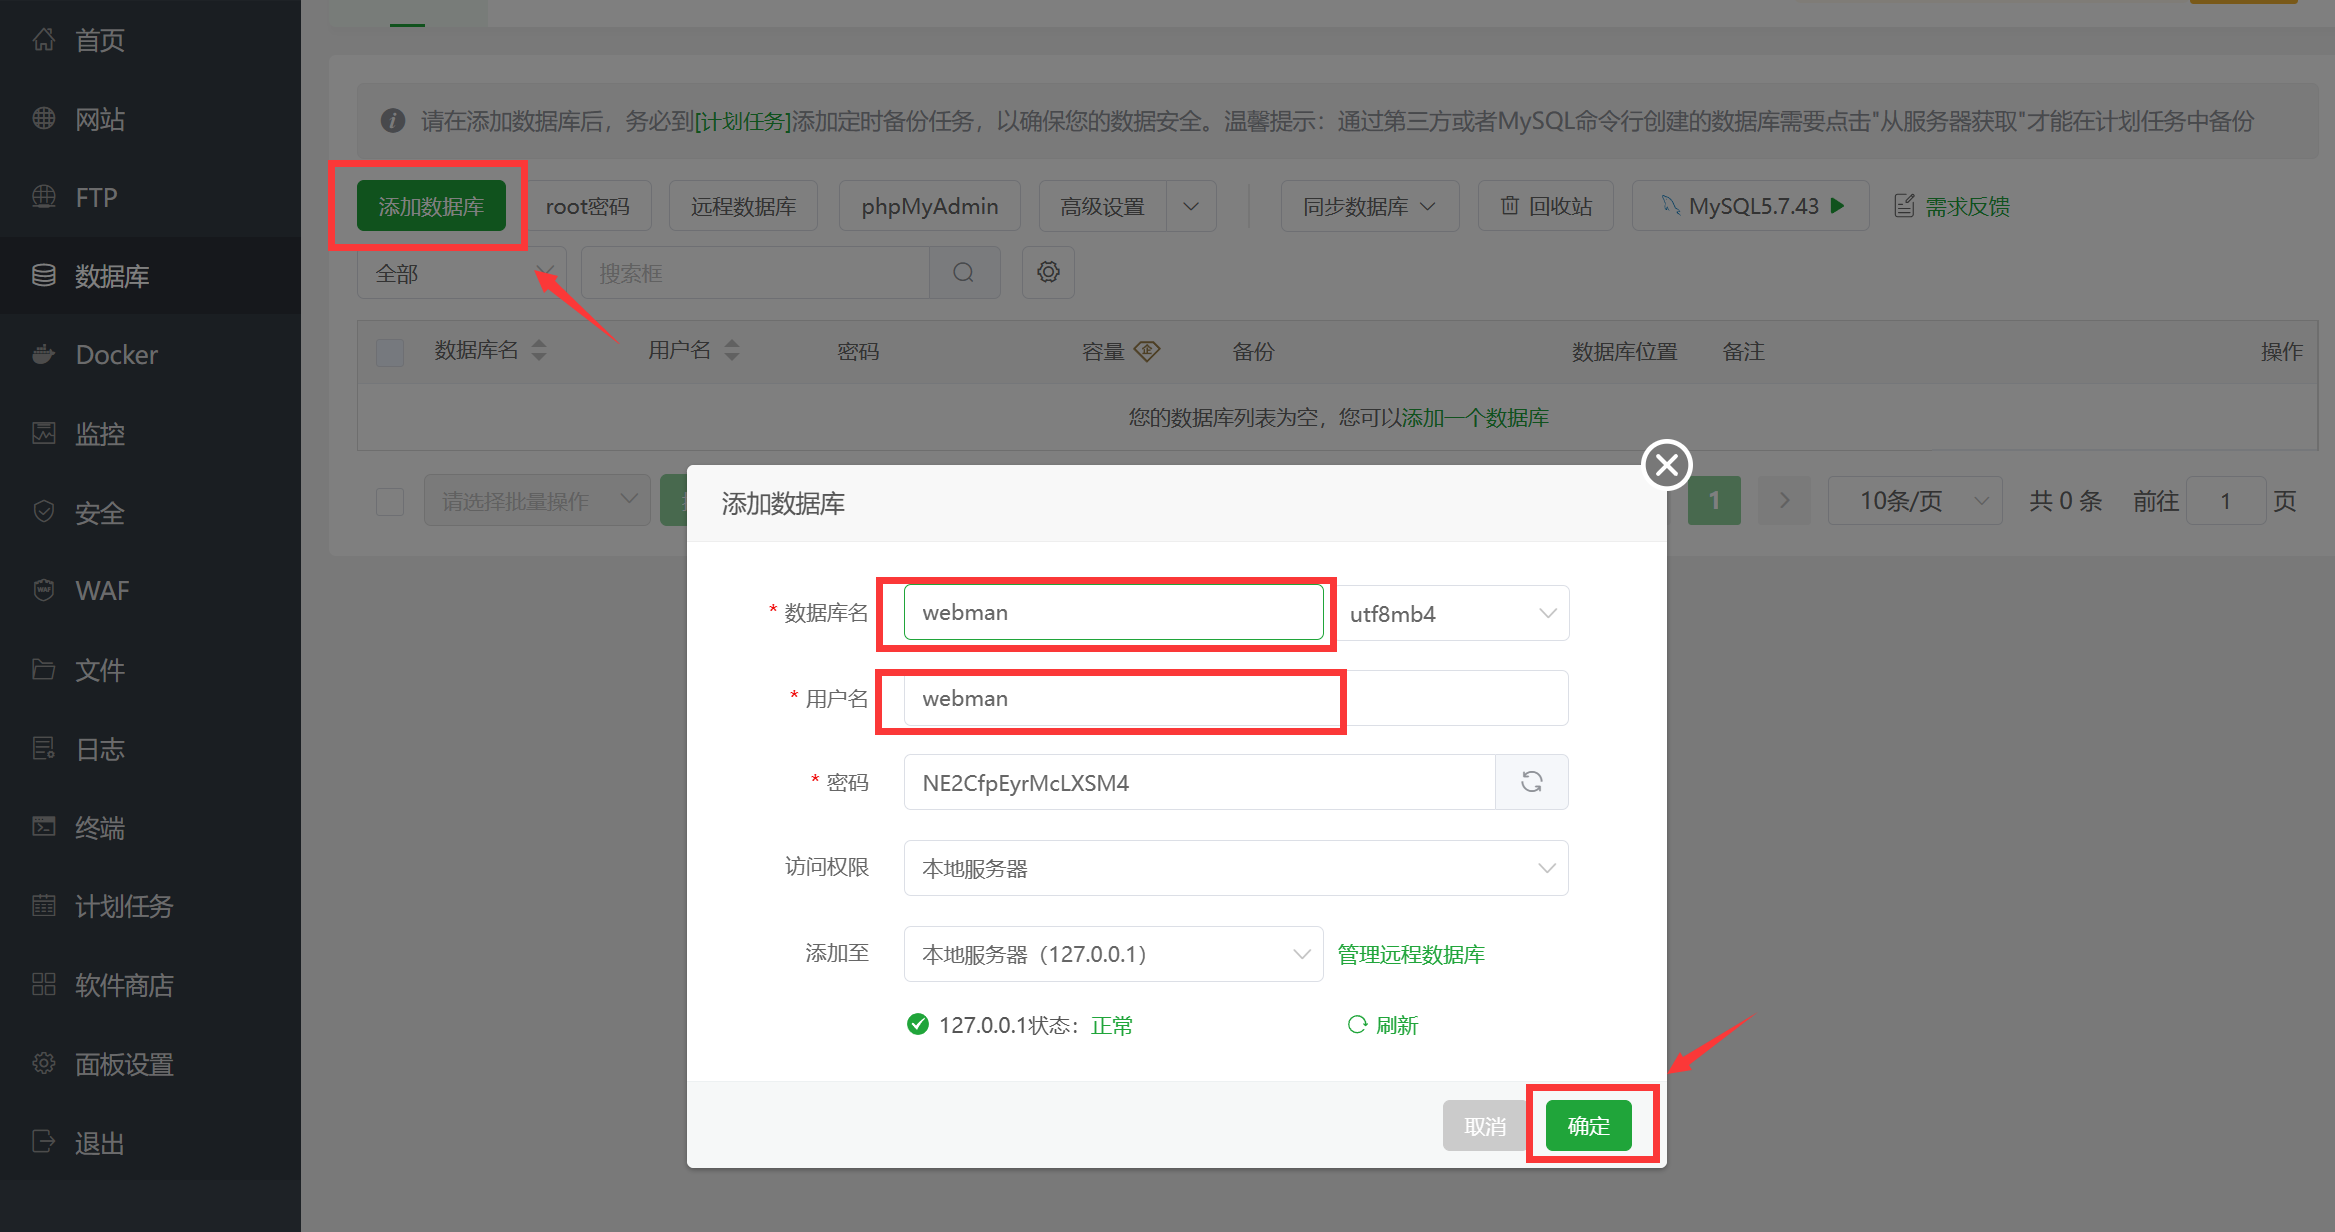 首页
网站
FTP
数据库
Docker
监控
安全
WAF
文件
日志
终端
计划任务
软件商店
面板设置
退出
请在添加数据库后，务必到[计划任务]添加定时备份任务，以确保您的数据安全。温馨提示：通过第三方或者MySQL命令行创建的数据库需要点击"从服务器获取"才能在计划任务中备份
添加数据库 root密码 远程数据库 phpMyAdmin 高级设置 同步数据库 回收站 MySQL5.7.43 需求反馈
全部 搜索框
数据库名 用户名 密码 容量 企 备份 数据库位置 备注 操作
您的数据库列表为空，您可以添加一个数据库
请选择批量操作 1 10条/页 共 0 条 前往 1 页
添加数据库
* 数据库名 webman utf8mb4
* 用户名 webman
* 密码 NE2CfpEyrMcLXSM4
访问权限 本地服务器
添加至 本地服务器（127.0.0.1） 管理远程数据库
127.0.0.1状态：正常 刷新
取消 确定